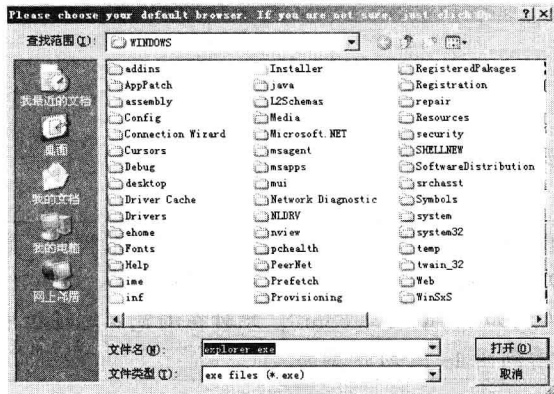 Please choose your default browser. If you are not sure, just click Op
查找范围(I):
WINDOWS
我最近的文档
桌面
我的文档
我的电脑
网上邻居
addins
AppPatch
assembly
Config
Connection Wizard
Cursors
Debug
desktop
Driver Cache
Drivers
ehome
Fonts
Help
ime
inf
Installer
java
L2Schemas
Media
Microsoft.NET
msagent
msapps
mui
Network Diagnostic
NLDRV
nview
pchealth
PeerNet
Prefetch
Provisioning
RegisteredPakages
Registration
repair
Resources
security
SHELLNEW
SoftwareDistribution
srchasst
Symbols
system
system32
temp
twain_32
Web
WinSxS
文件名(N):
explorer.exe
打开(O)
文件类型(T):
exe files (*.exe)
取消